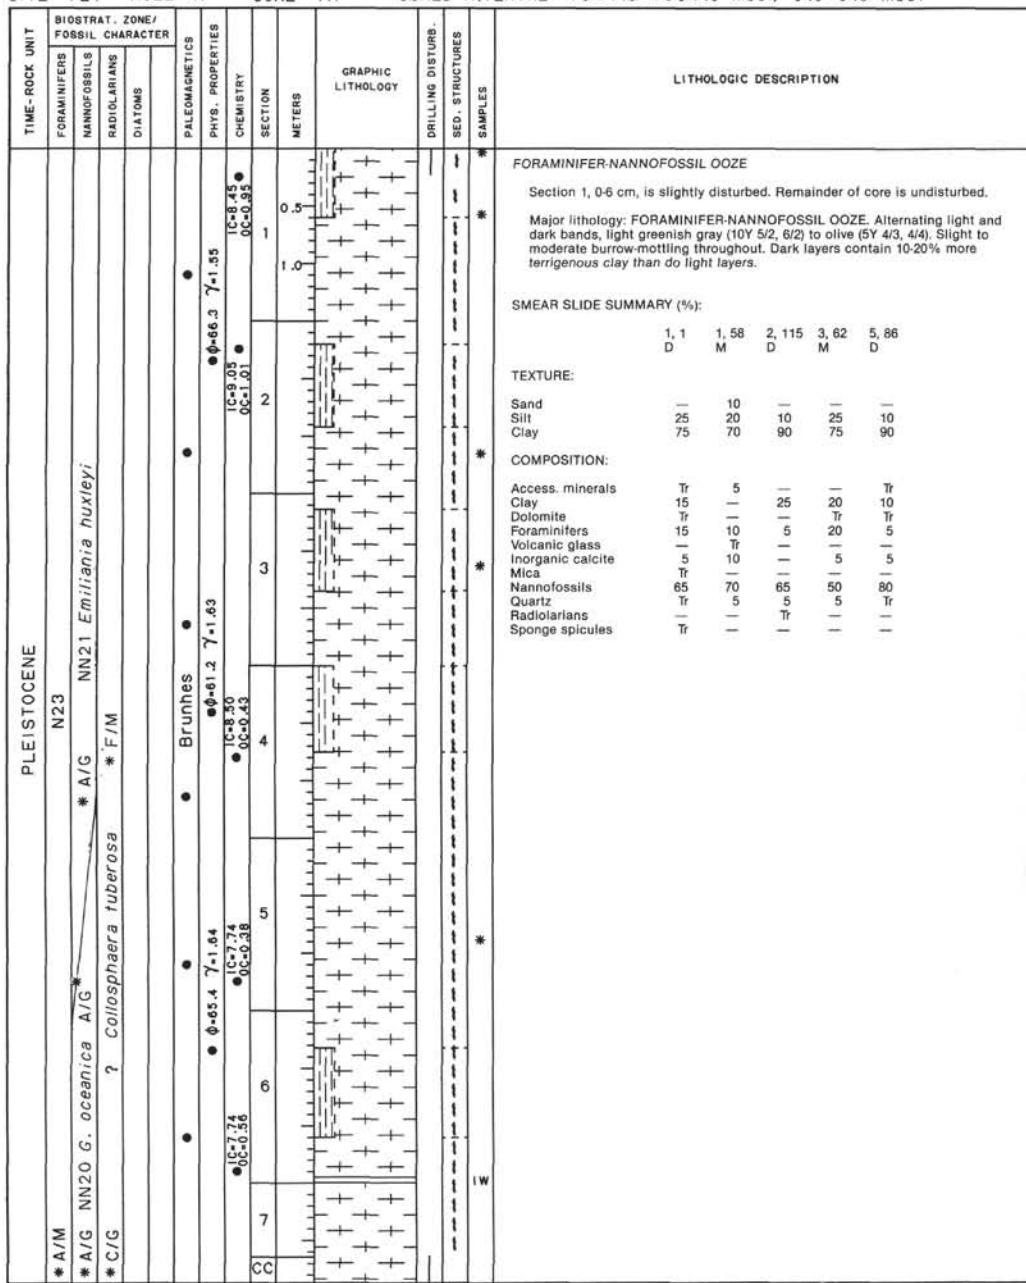 BIOSTRAT. ZONE/
FOSSIL CHARACTER
TIME-ROCK UNIT
FORAMINIFERS
NANNOFOSSILS
RADIOLARIANS
DIATOMS
PALEOMAGNETICS
PHYS. PROPERTIES
CHEMISTRY
SECTION
METERS
GRAPHIC
LITHOLOGY
DRILLING DISTURB.
SED. STRUCTURES
SAMPLES
LITHOLOGIC DESCRIPTION
PLEISTOCENE
* A/M
N23
* A/G NN20 G. oceanica A/G
*
* A/G NN21 Emiliania huxleyi
* C/G
? Collosphaera tuberosa
* F/M
Brunhes
ϕ=66.3 γ=1.55
ϕ=61.2 γ=1.63
ϕ=65.4 γ=1.64
IC=8.45
OC=0.95
IC=9.05
OC=1.01
IC=8.50
OC=0.43
IC=7.74
OC=0.38
IC=7.74
OC=0.56
1
2
3
4
5
6
7
CC
0.5
1.0
*
*
*
*
*
IW
FORAMINIFER-NANNOFOSSIL OOZE
Section 1, 0-6 cm, is slightly disturbed. Remainder of core is undisturbed.
Major lithology: FORAMINIFER-NANNOFOSSIL OOZE. Alternating light and
dark bands, light greenish gray (10Y 5/2, 6/2) to olive (5Y 4/3, 4/4). Slight to
moderate burrow-mottling throughout. Dark layers contain 10-20% more
terrigenous clay than do light layers.
SMEAR SLIDE SUMMARY (%):
1, 1 1, 58 2, 115 3, 62 5, 86
D M D M D
TEXTURE:
Sand — 10 — — —
Silt 25 20 10 25 10
Clay 75 70 90 75 90
COMPOSITION:
Access. minerals Tr 5 — — Tr
Clay 15 — 25 20 10
Dolomite Tr — — Tr Tr
Foraminifers 15 10 5 20 5
Volcanic glass — Tr — — —
Inorganic calcite 5 10 — 5 5
Mica Tr — — — —
Nannofossils 65 70 65 50 80
Quartz Tr 5 5 5 Tr
Radiolarians — — Tr — —
Sponge spicules Tr — — — —